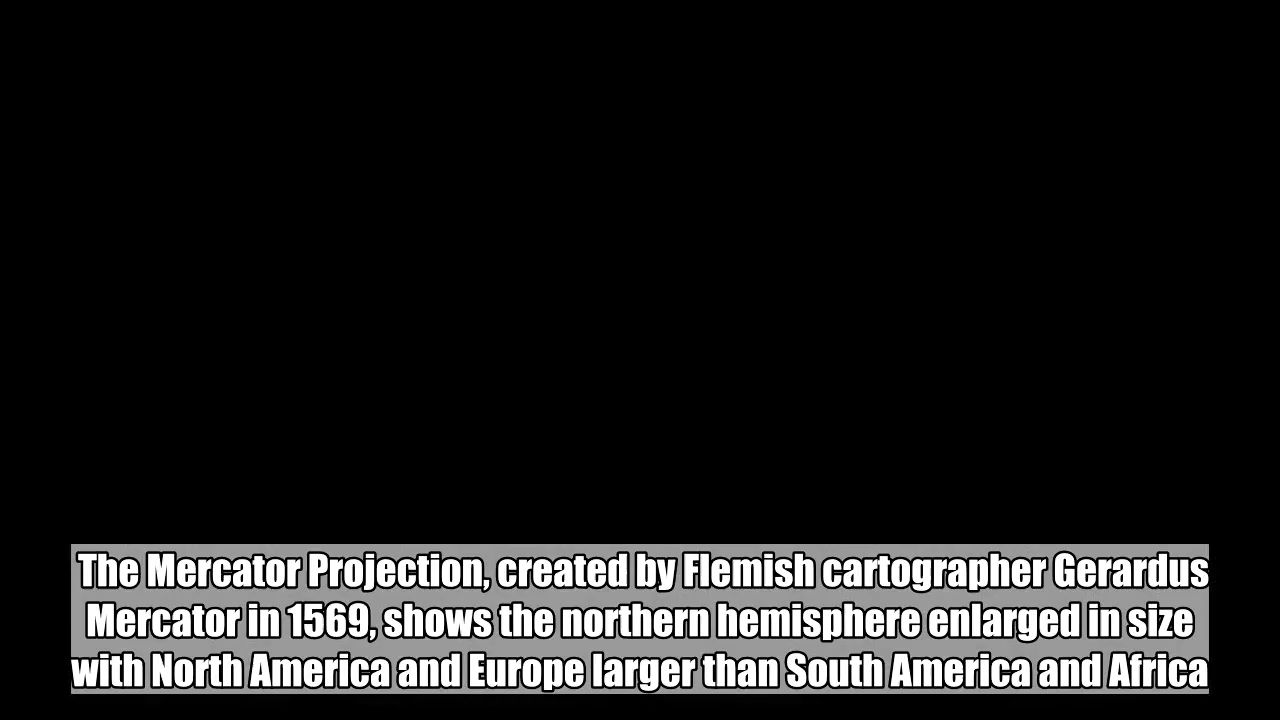 The Mercator Projection, created by Flemish cartographer Gerardus
Mercator in 1569, shows the northern hemisphere enlarged in size
with North America and Europe larger than South America and Africa